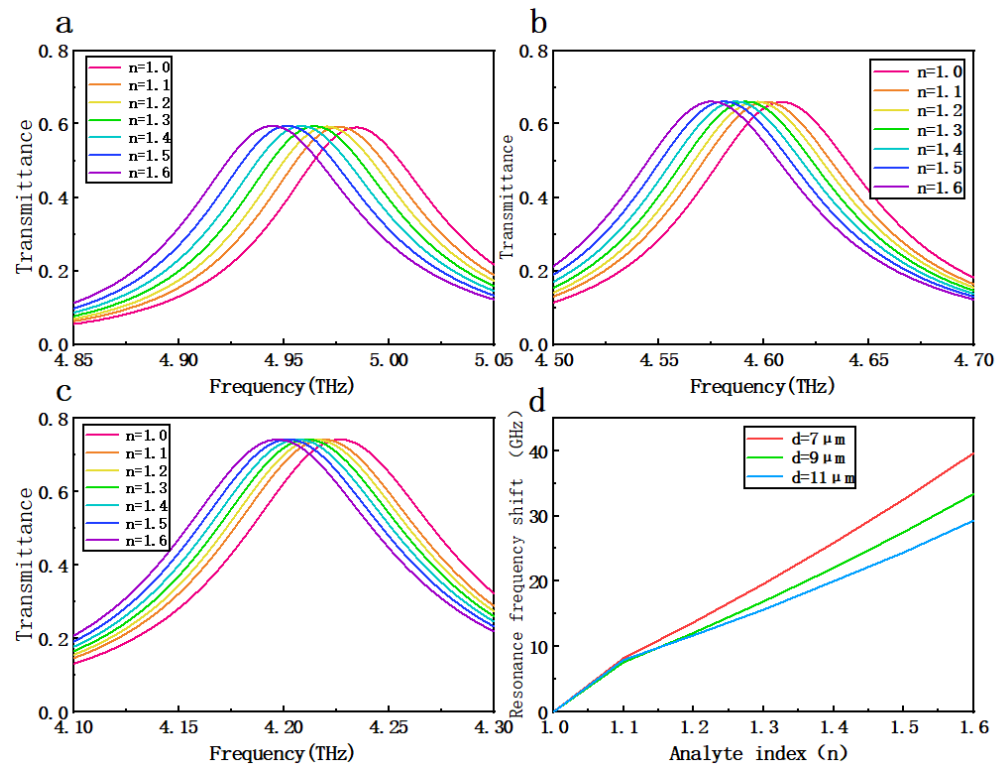 a
0.8
0.6
0.4
0.2
0.0
Transmittance
n=1.0
n=1.1
n=1.2
n=1.3
n=1.4
n=1.5
n=1.6
4.85
4.90
4.95
5.00
5.05
Frequency(THz)
b
0.8
0.6
0.4
0.2
0.0
Transmittance
n=1.0
n=1.1
n=1.2
n=1.3
n=1,4
n=1.5
n=1.6
4.50
4.55
4.60
4.65
4.70
Frequency(THz)
c
0.8
0.6
0.4
0.2
0.0
Transmittance
n=1.0
n=1.1
n=1.2
n=1.3
n=1.4
n=1.5
n=1.6
4.10
4.15
4.20
4.25
4.30
Frequency(THz)
d
40
30
20
10
0
Resonance frequency shift (GHz)
d=7μm
d=9μm
d=11μm
1.0
1.1
1.2
1.3
1.4
1.5
1.6
Analyte index(n)